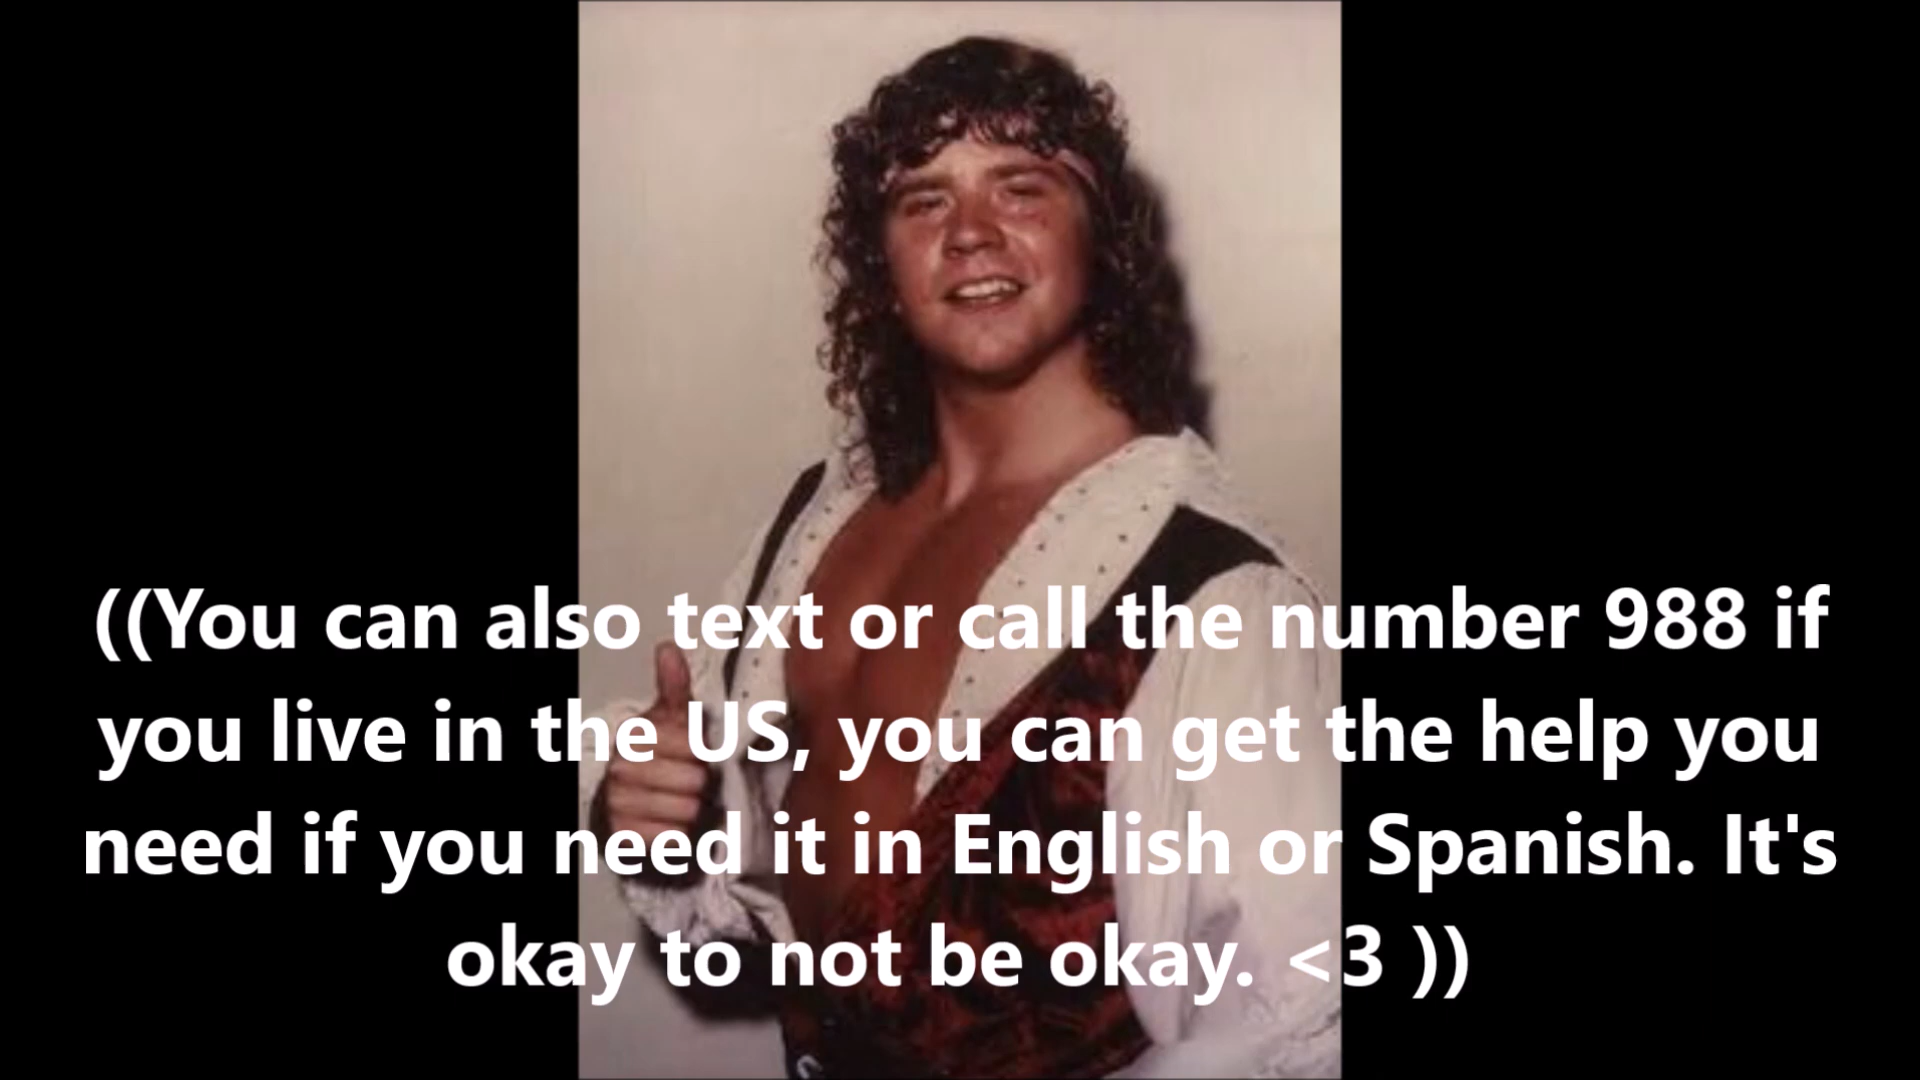 ((You can also text or call the number 988 if
you live in the US, you can get the help you
need if you need it in English or Spanish. It's
okay to not be okay. <3 ))